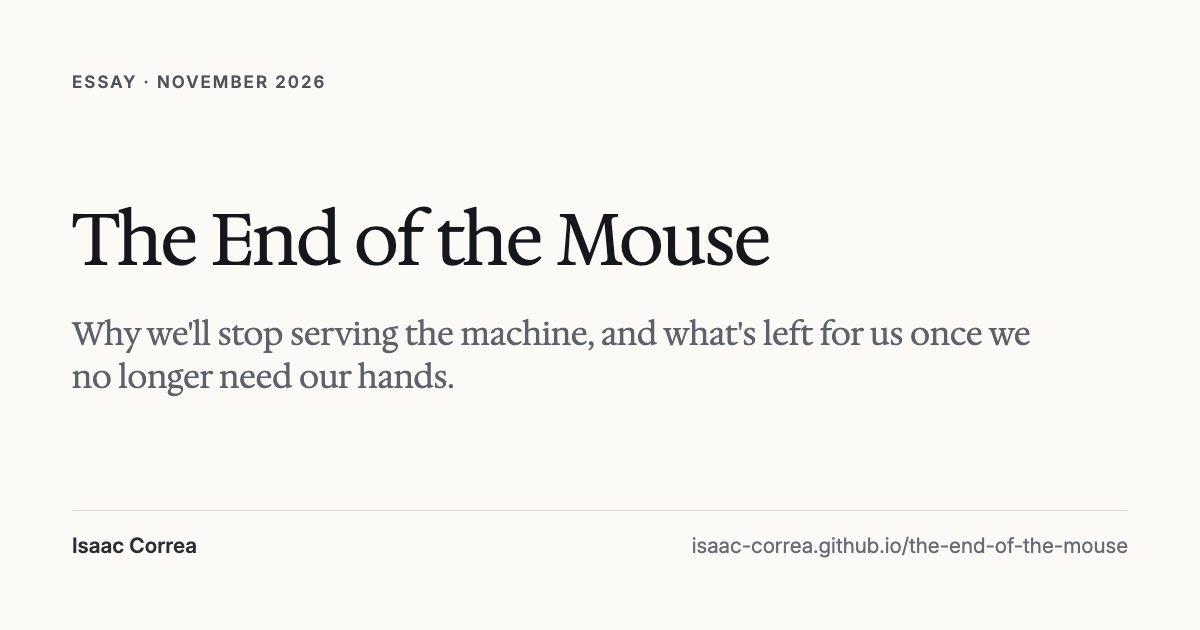 ESSAY · NOVEMBER 2026
The End of the Mouse
Why we'll stop serving the machine, and what's left for us once we
no longer need our hands.
Isaac Correa
isaac-correa.github.io/the-end-of-the-mouse